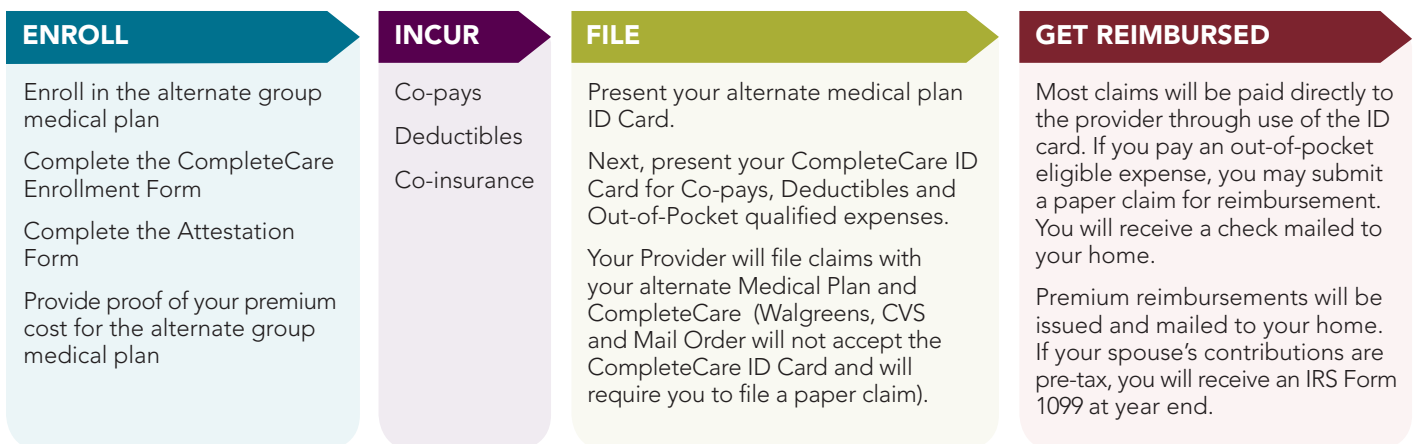 ENROLL
Enroll in the alternate group
medical plan
Complete the CompleteCare
Enrollment Form
Complete the Attestation
Form
Provide proof of your premium
cost for the alternate group
medical plan
INCUR
Co-pays
Deductibles
Co-insurance
FILE
Present your alternate medical plan
ID Card.
Next, present your CompleteCare ID
Card for Co-pays, Deductibles and
Out-of-Pocket qualified expenses.
Your Provider will file claims with
your alternate Medical Plan and
CompleteCare (Walgreens, CVS
and Mail Order will not accept the
CompleteCare ID Card and will
require you to file a paper claim).
GET REIMBURSED
Most claims will be paid directly to
the provider through use of the ID
card. If you pay an out-of-pocket
eligible expense, you may submit
a paper claim for reimbursement.
You will receive a check mailed to
your home.
Premium reimbursements will be
issued and mailed to your home.
If your spouse’s contributions are
pre-tax, you will receive an IRS Form
1099 at year end.